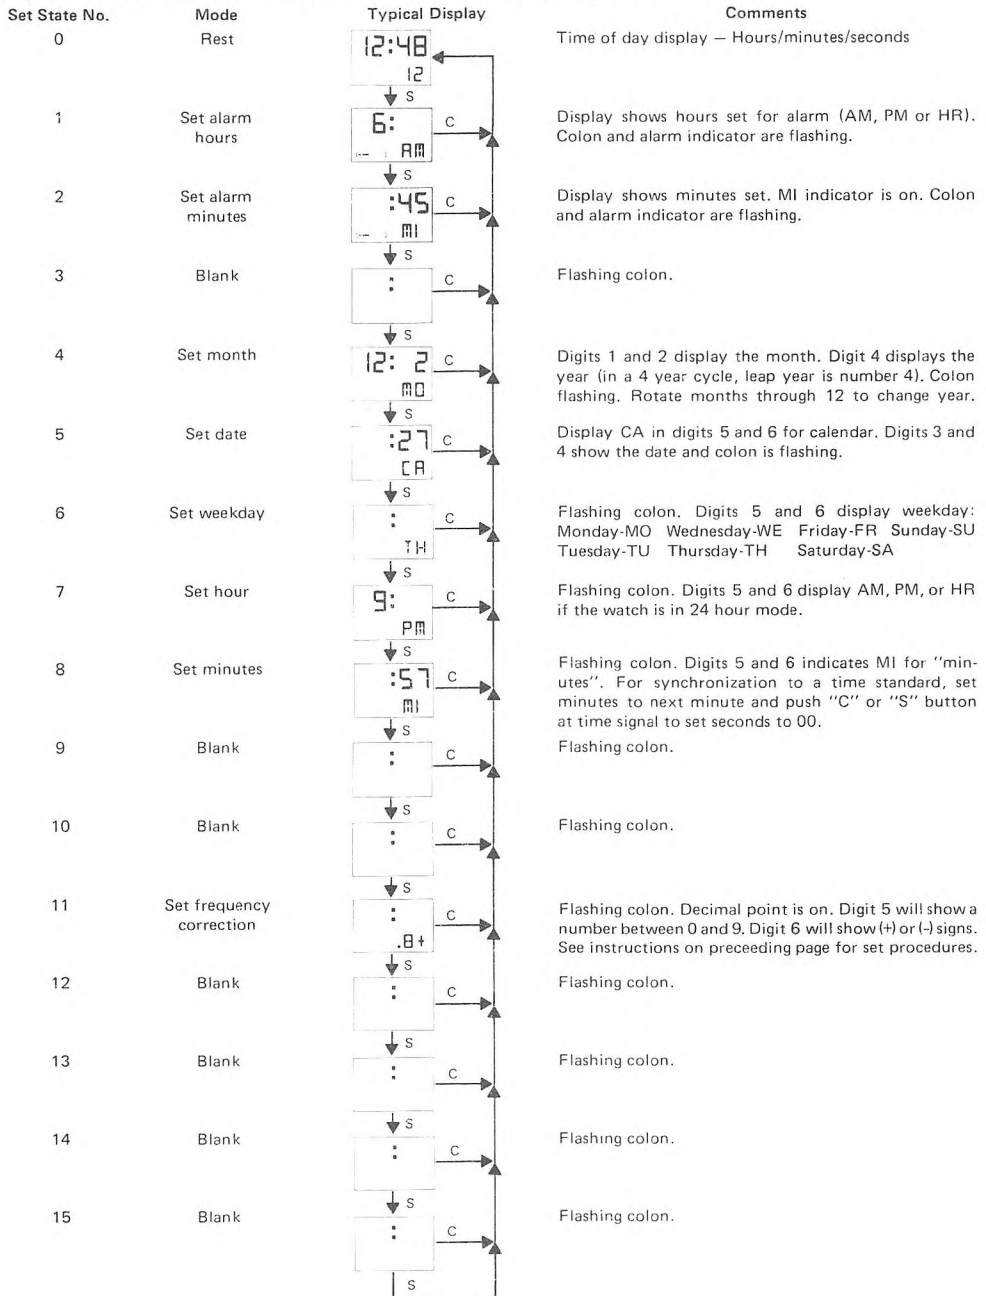 Set State No. Mode Typical Display Comments
0 Rest 12:48 Time of day display — Hours/minutes/seconds
12
S
1 Set alarm 6: C Display shows hours set for alarm (AM, PM or HR).
hours AM Colon and alarm indicator are flashing.
S
2 Set alarm :45 C Display shows minutes set. MI indicator is on. Colon
minutes MI and alarm indicator are flashing.
S
3 Blank : C Flashing colon.
S
4 Set month 12: 2 C Digits 1 and 2 display the month. Digit 4 displays the
MO year (in a 4 year cycle, leap year is number 4). Colon
flashing. Rotate months through 12 to change year.
S
5 Set date :27 C Display CA in digits 5 and 6 for calendar. Digits 3 and
CA 4 show the date and colon is flashing.
S
6 Set weekday : C Flashing colon. Digits 5 and 6 display weekday:
TH Monday-MO Wednesday-WE Friday-FR Sunday-SU
Tuesday-TU Thursday-TH Saturday-SA
S
7 Set hour 9: C Flashing colon. Digits 5 and 6 display AM, PM, or HR
PM if the watch is in 24 hour mode.
S
8 Set minutes :57 C Flashing colon. Digits 5 and 6 indicates MI for "min-
MI utes". For synchronization to a time standard, set
minutes to next minute and push "C" or "S" button
at time signal to set seconds to 00.
S
9 Blank : C Flashing colon.
S
10 Blank : C Flashing colon.
S
11 Set frequency : C Flashing colon. Decimal point is on. Digit 5 will show a
correction .8+ number between 0 and 9. Digit 6 will show (+) or (-) signs.
See instructions on preceeding page for set procedures.
S
12 Blank : C Flashing colon.
S
13 Blank : C Flashing colon.
S
14 Blank : C Flashing colon.
S
15 Blank : C Flashing colon.
S